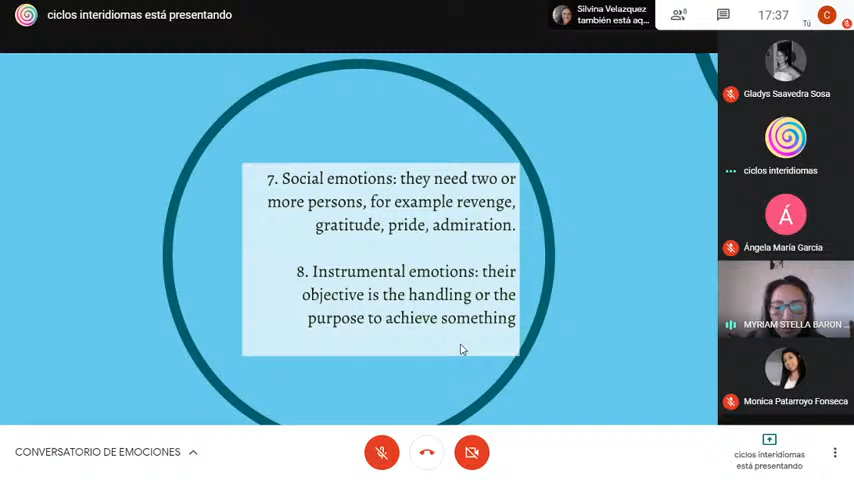 ciclos interidiomas está presentando
Silvina Velazquez
también está aq...
8
17:37
Tú
C
7. Social emotions: they need two or
more persons, for example revenge,
gratitude, pride, admiration.
8. Instrumental emotions: their
objective is the handling or the
purpose to achieve something
Gladys Saavedra Sosa
ciclos interidiomas
Á
Ángela María Garcia
MYRIAM STELLA BARON ...
Monica Patarroyo Fonseca
CONVERSATORIO DE EMOCIONES
ciclos interidiomas
está presentando